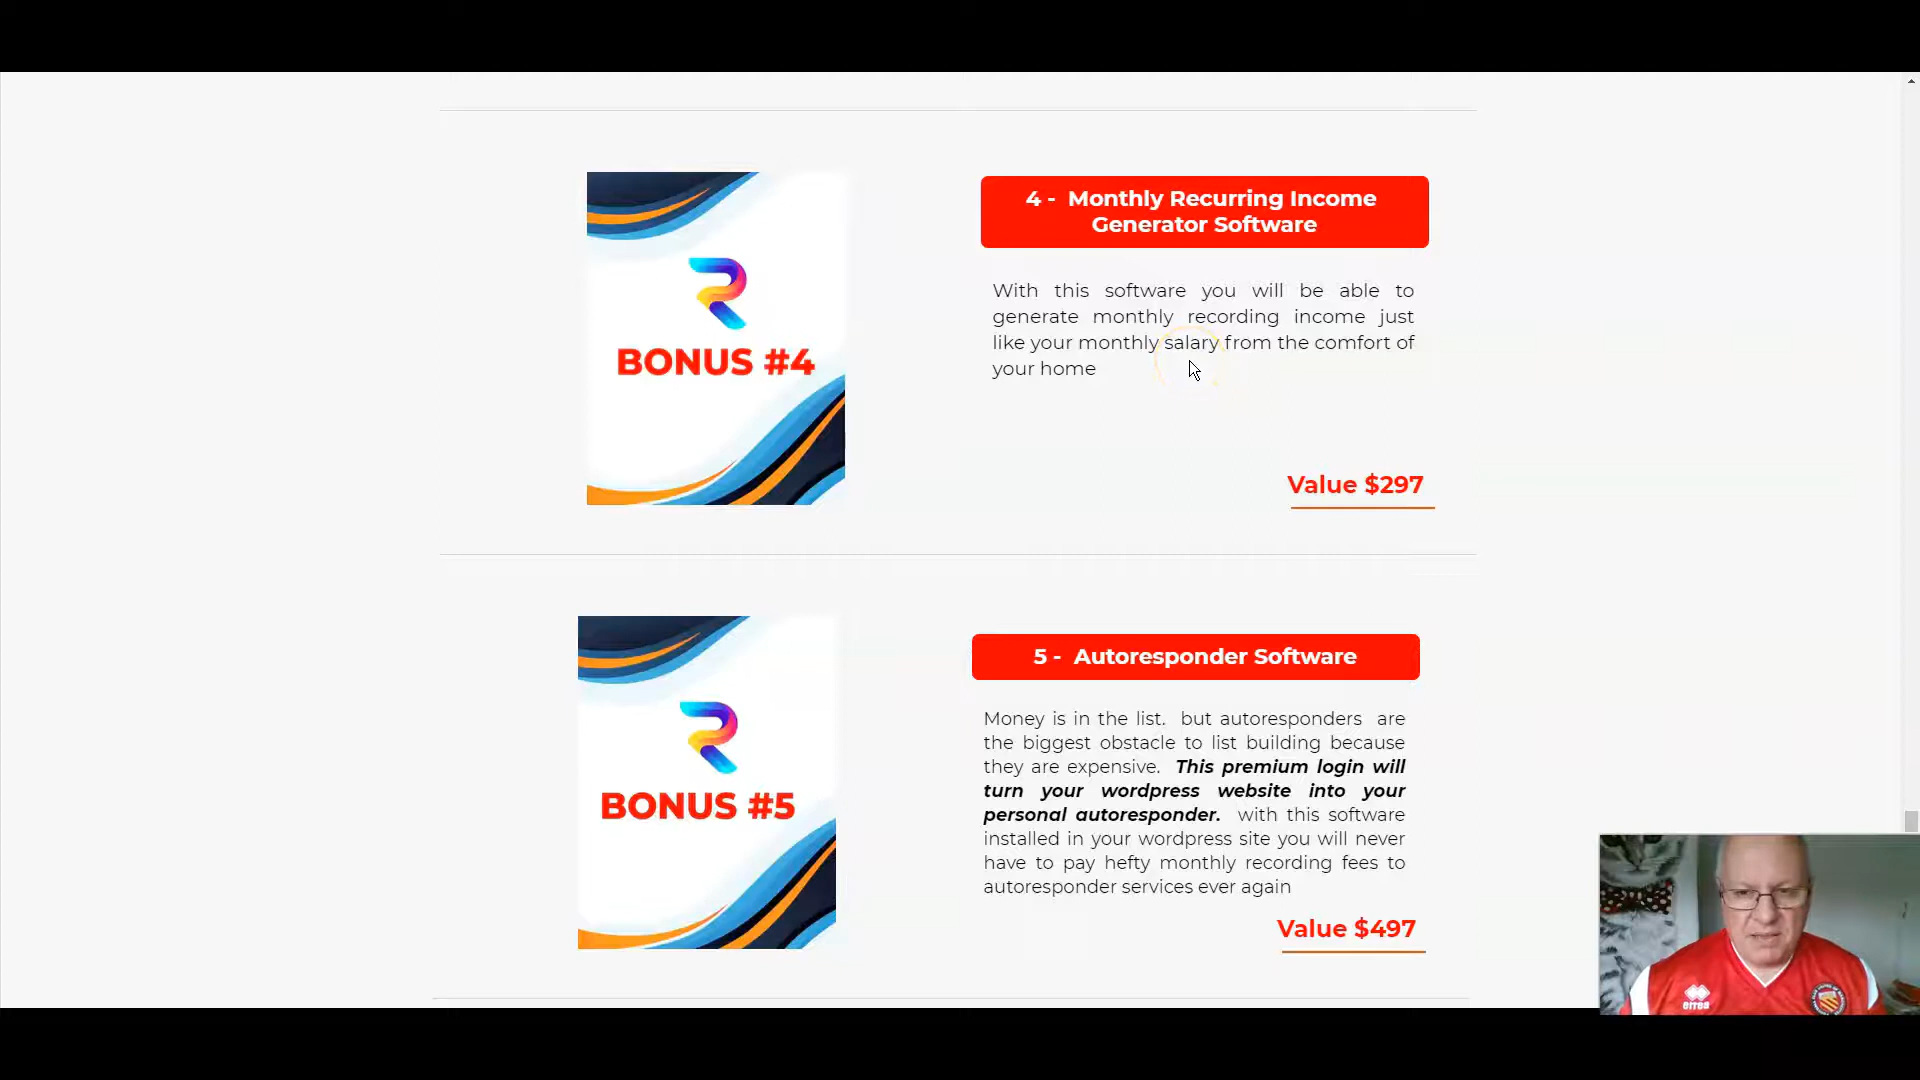 4 - Monthly Recurring Income
Generator Software
With this software you will be able to
generate monthly recording income just
like your monthly salary from the comfort of
your home
BONUS #4
Value $297
5 - Autoresponder Software
Money is in the list. but autoresponders are
the biggest obstacle to list building because
they are expensive. This premium login will
turn your wordpress website into your
personal autoresponder. with this software
installed in your wordpress site you will never
have to pay hefty monthly recording fees to
autoresponder services ever again
BONUS #5
Value $497
errea